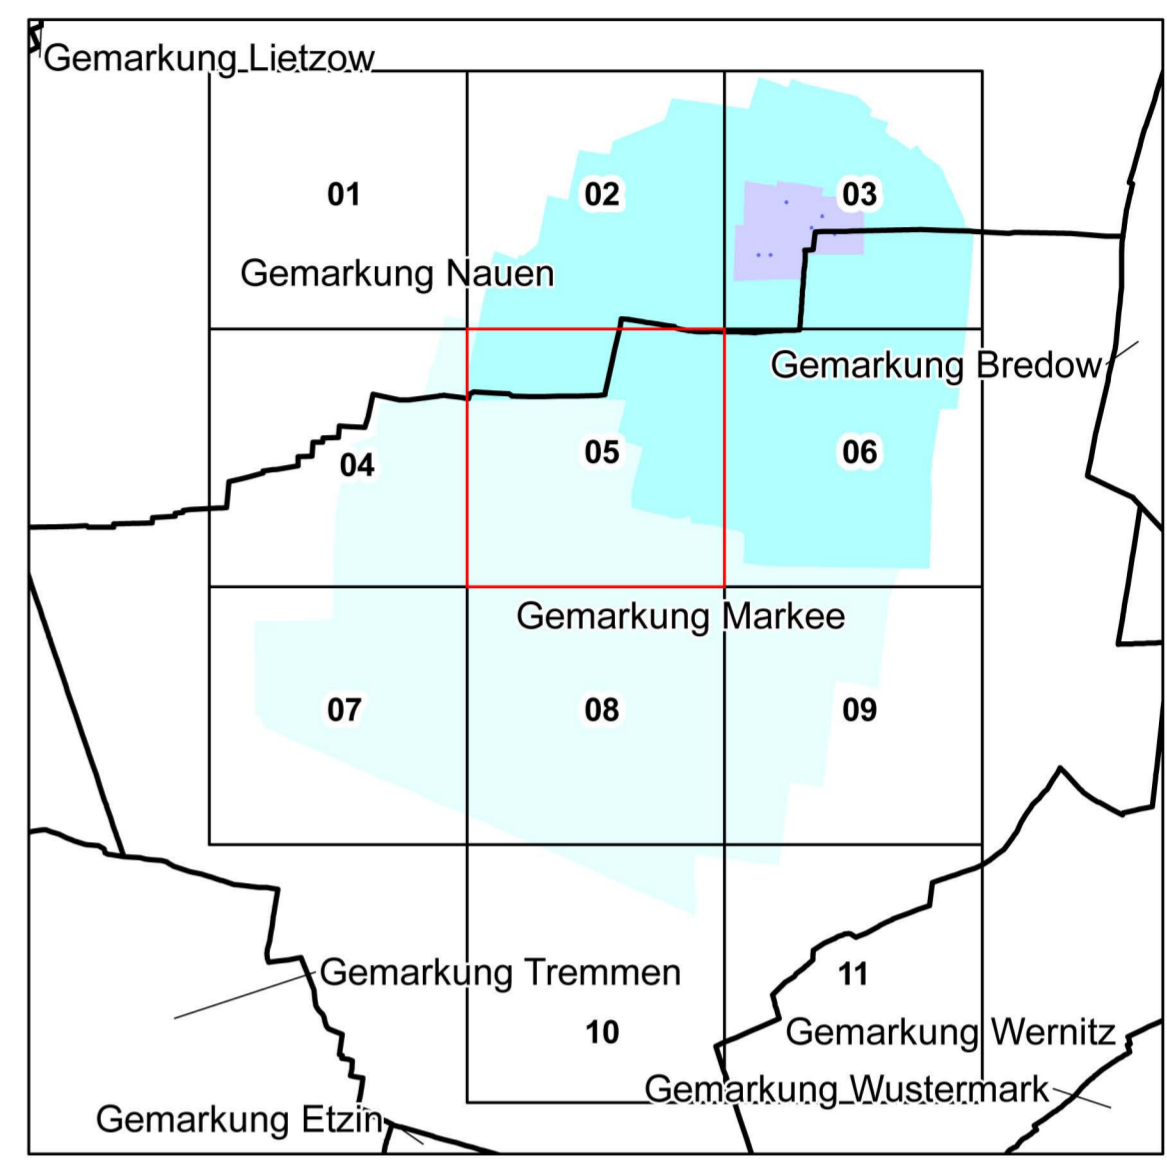 Gemarkung Lietzow
01
02
03
Gemarkung Nauen
Gemarkung Bredow
04
05
06
Gemarkung Markee
07
08
09
Gemarkung Tremmen
11
10
Gemarkung Wernitz
Gemarkung Wustermark
Gemarkung Etzin